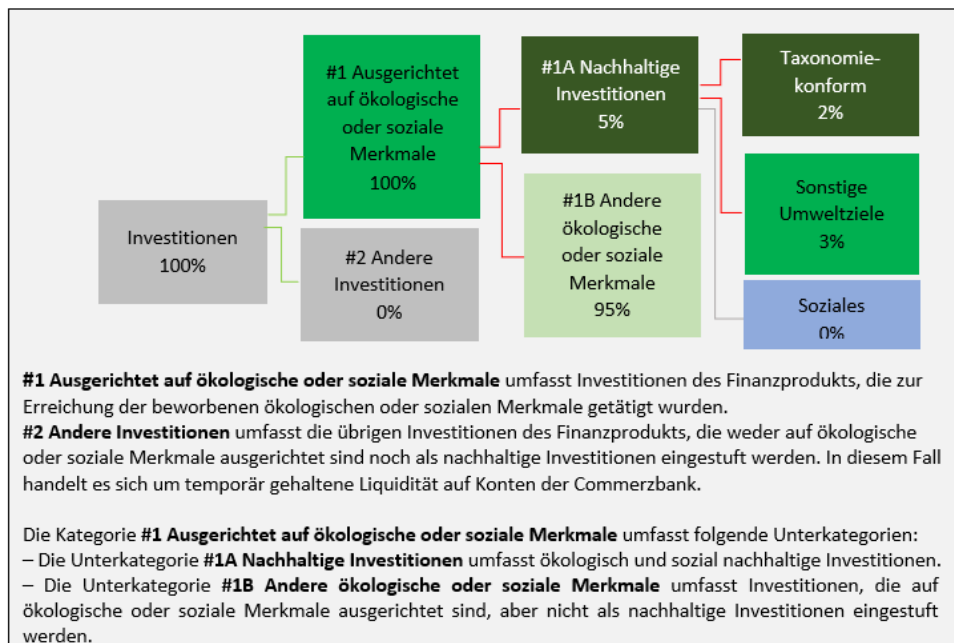 Investitionen
100%
#1 Ausgerichtet
auf ökologische
oder soziale
Merkmale
100%
#2 Andere
Investitionen
0%
#1A Nachhaltige
Investitionen
5%
#1B Andere
ökologische
oder soziale
Merkmale
95%
Taxonomie-
konform
2%
Sonstige
Umweltziele
3%
Soziales
0%
#1 Ausgerichtet auf ökologische oder soziale Merkmale umfasst Investitionen des Finanzprodukts, die zur
Erreichung der beworbenen ökologischen oder sozialen Merkmale getätigt wurden.
#2 Andere Investitionen umfasst die übrigen Investitionen des Finanzprodukts, die weder auf ökologische
oder soziale Merkmale ausgerichtet sind noch als nachhaltige Investitionen eingestuft werden. In diesem Fall
handelt es sich um temporär gehaltene Liquidität auf Konten der Commerzbank.
Die Kategorie #1 Ausgerichtet auf ökologische oder soziale Merkmale umfasst folgende Unterkategorien:
– Die Unterkategorie #1A Nachhaltige Investitionen umfasst ökologisch und sozial nachhaltige Investitionen.
– Die Unterkategorie #1B Andere ökologische oder soziale Merkmale umfasst Investitionen, die auf
ökologische oder soziale Merkmale ausgerichtet sind, aber nicht als nachhaltige Investitionen eingestuft
werden.